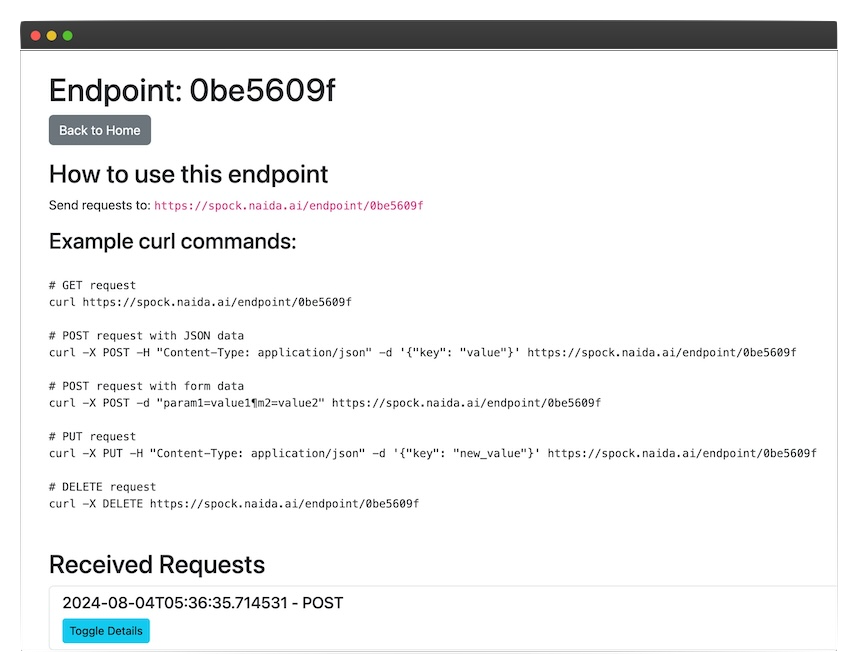 Endpoint: 0be5609f
Back to Home
How to use this endpoint
Send requests to: https://spock.naida.ai/endpoint/0be5609f
Example curl commands:
# GET request
curl https://spock.naida.ai/endpoint/0be5609f
# POST request with JSON data
curl -X POST -H "Content-Type: application/json" -d '{"key": "value"}' https://spock.naida.ai/endpoint/0be5609f
# POST request with form data
curl -X POST -d "param1=value1¶m2=value2" https://spock.naida.ai/endpoint/0be5609f
# PUT request
curl -X PUT -H "Content-Type: application/json" -d '{"key": "new_value"}' https://spock.naida.ai/endpoint/0be5609f
# DELETE request
curl -X DELETE https://spock.naida.ai/endpoint/0be5609f
Received Requests
2024-08-04T05:36:35.714531 - POST
Toggle Details